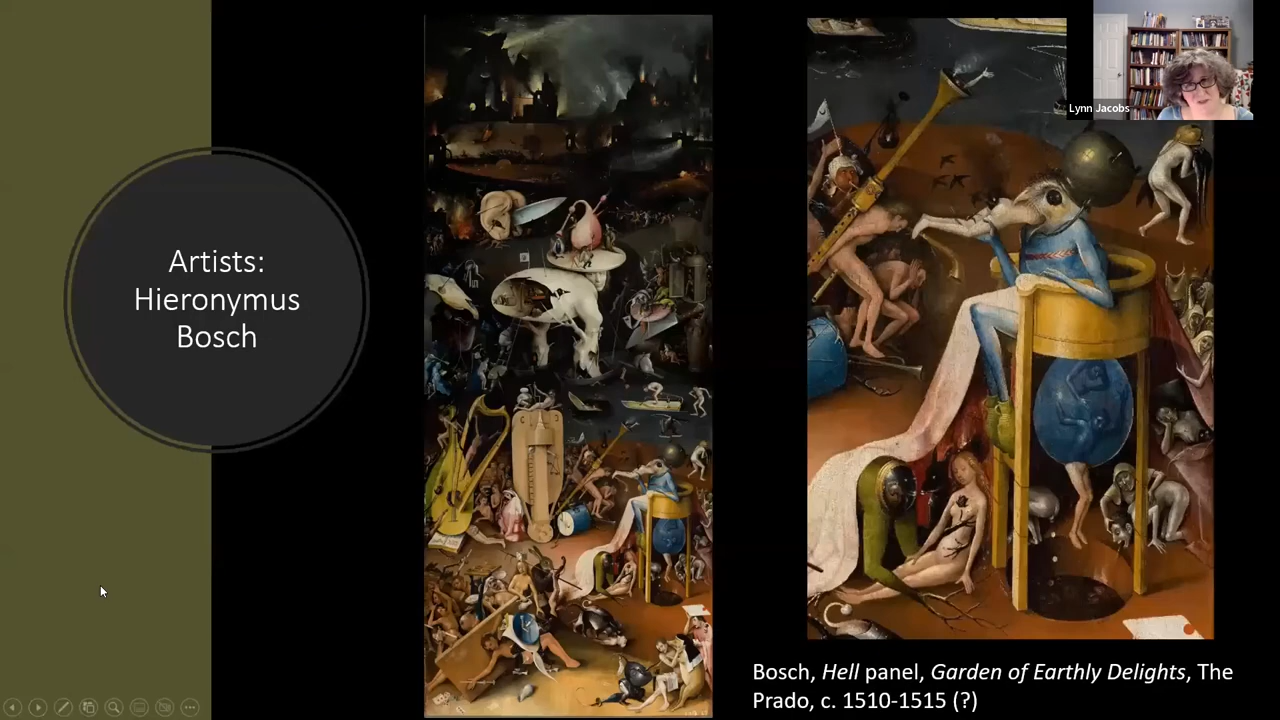 Lynn Jacobs
Artists:
Hieronymus
Bosch
Bosch, Hell panel, Garden of Earthly Delights, The
Prado, c. 1510-1515 (?)